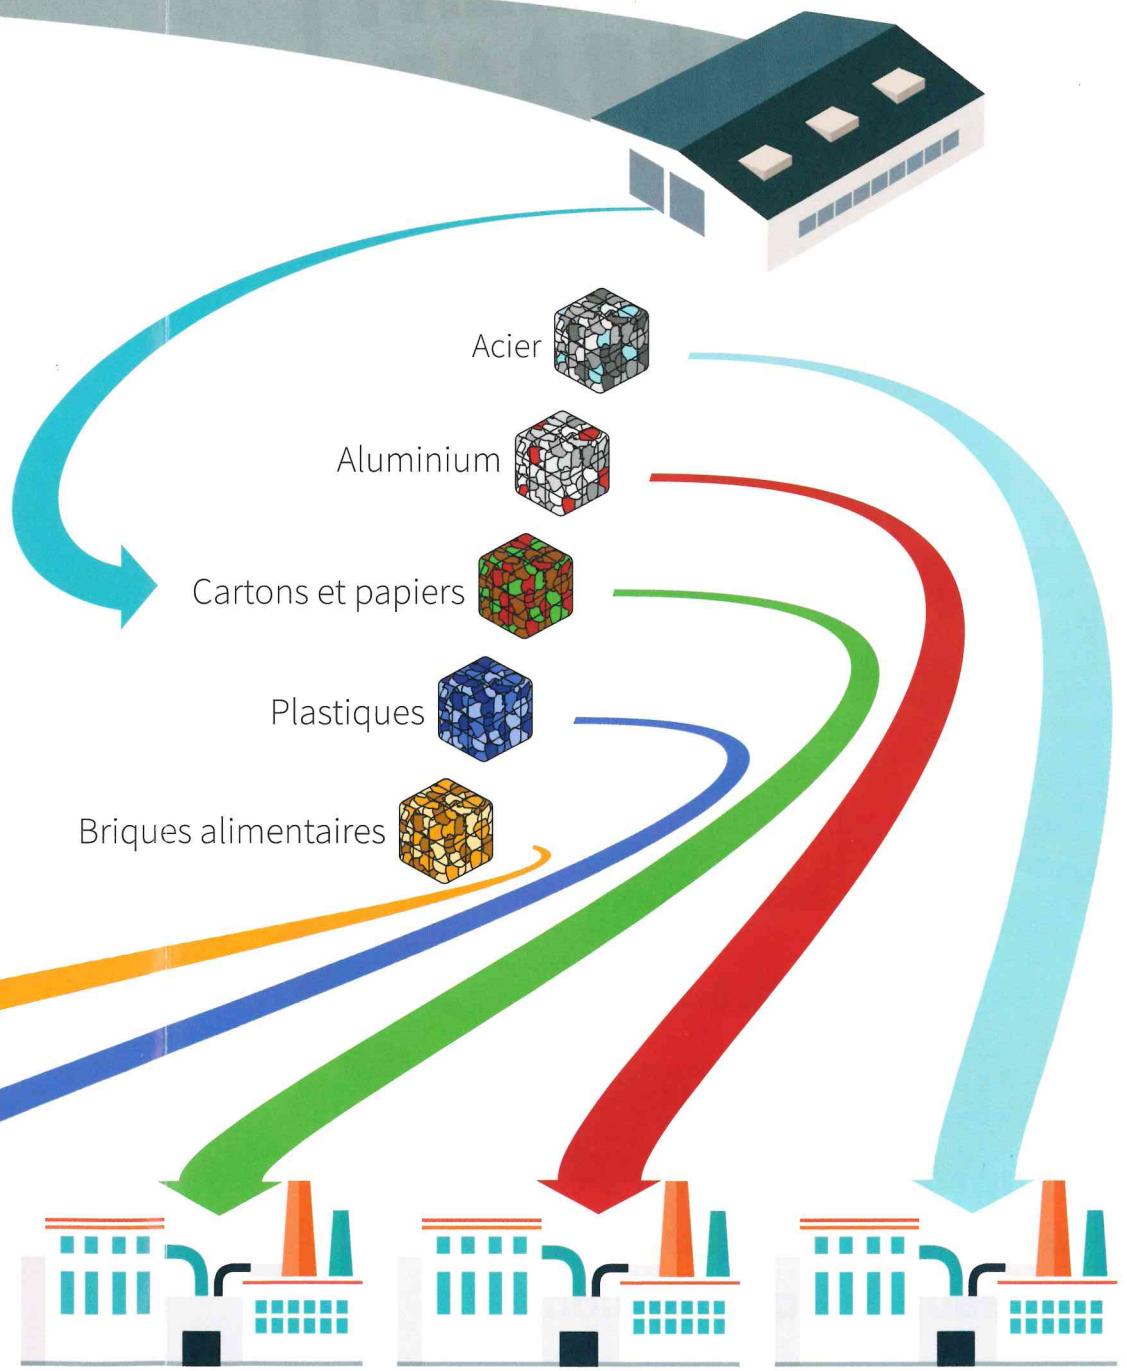 Acier
Aluminium
Cartons et papiers
Plastiques
Briques alimentaires